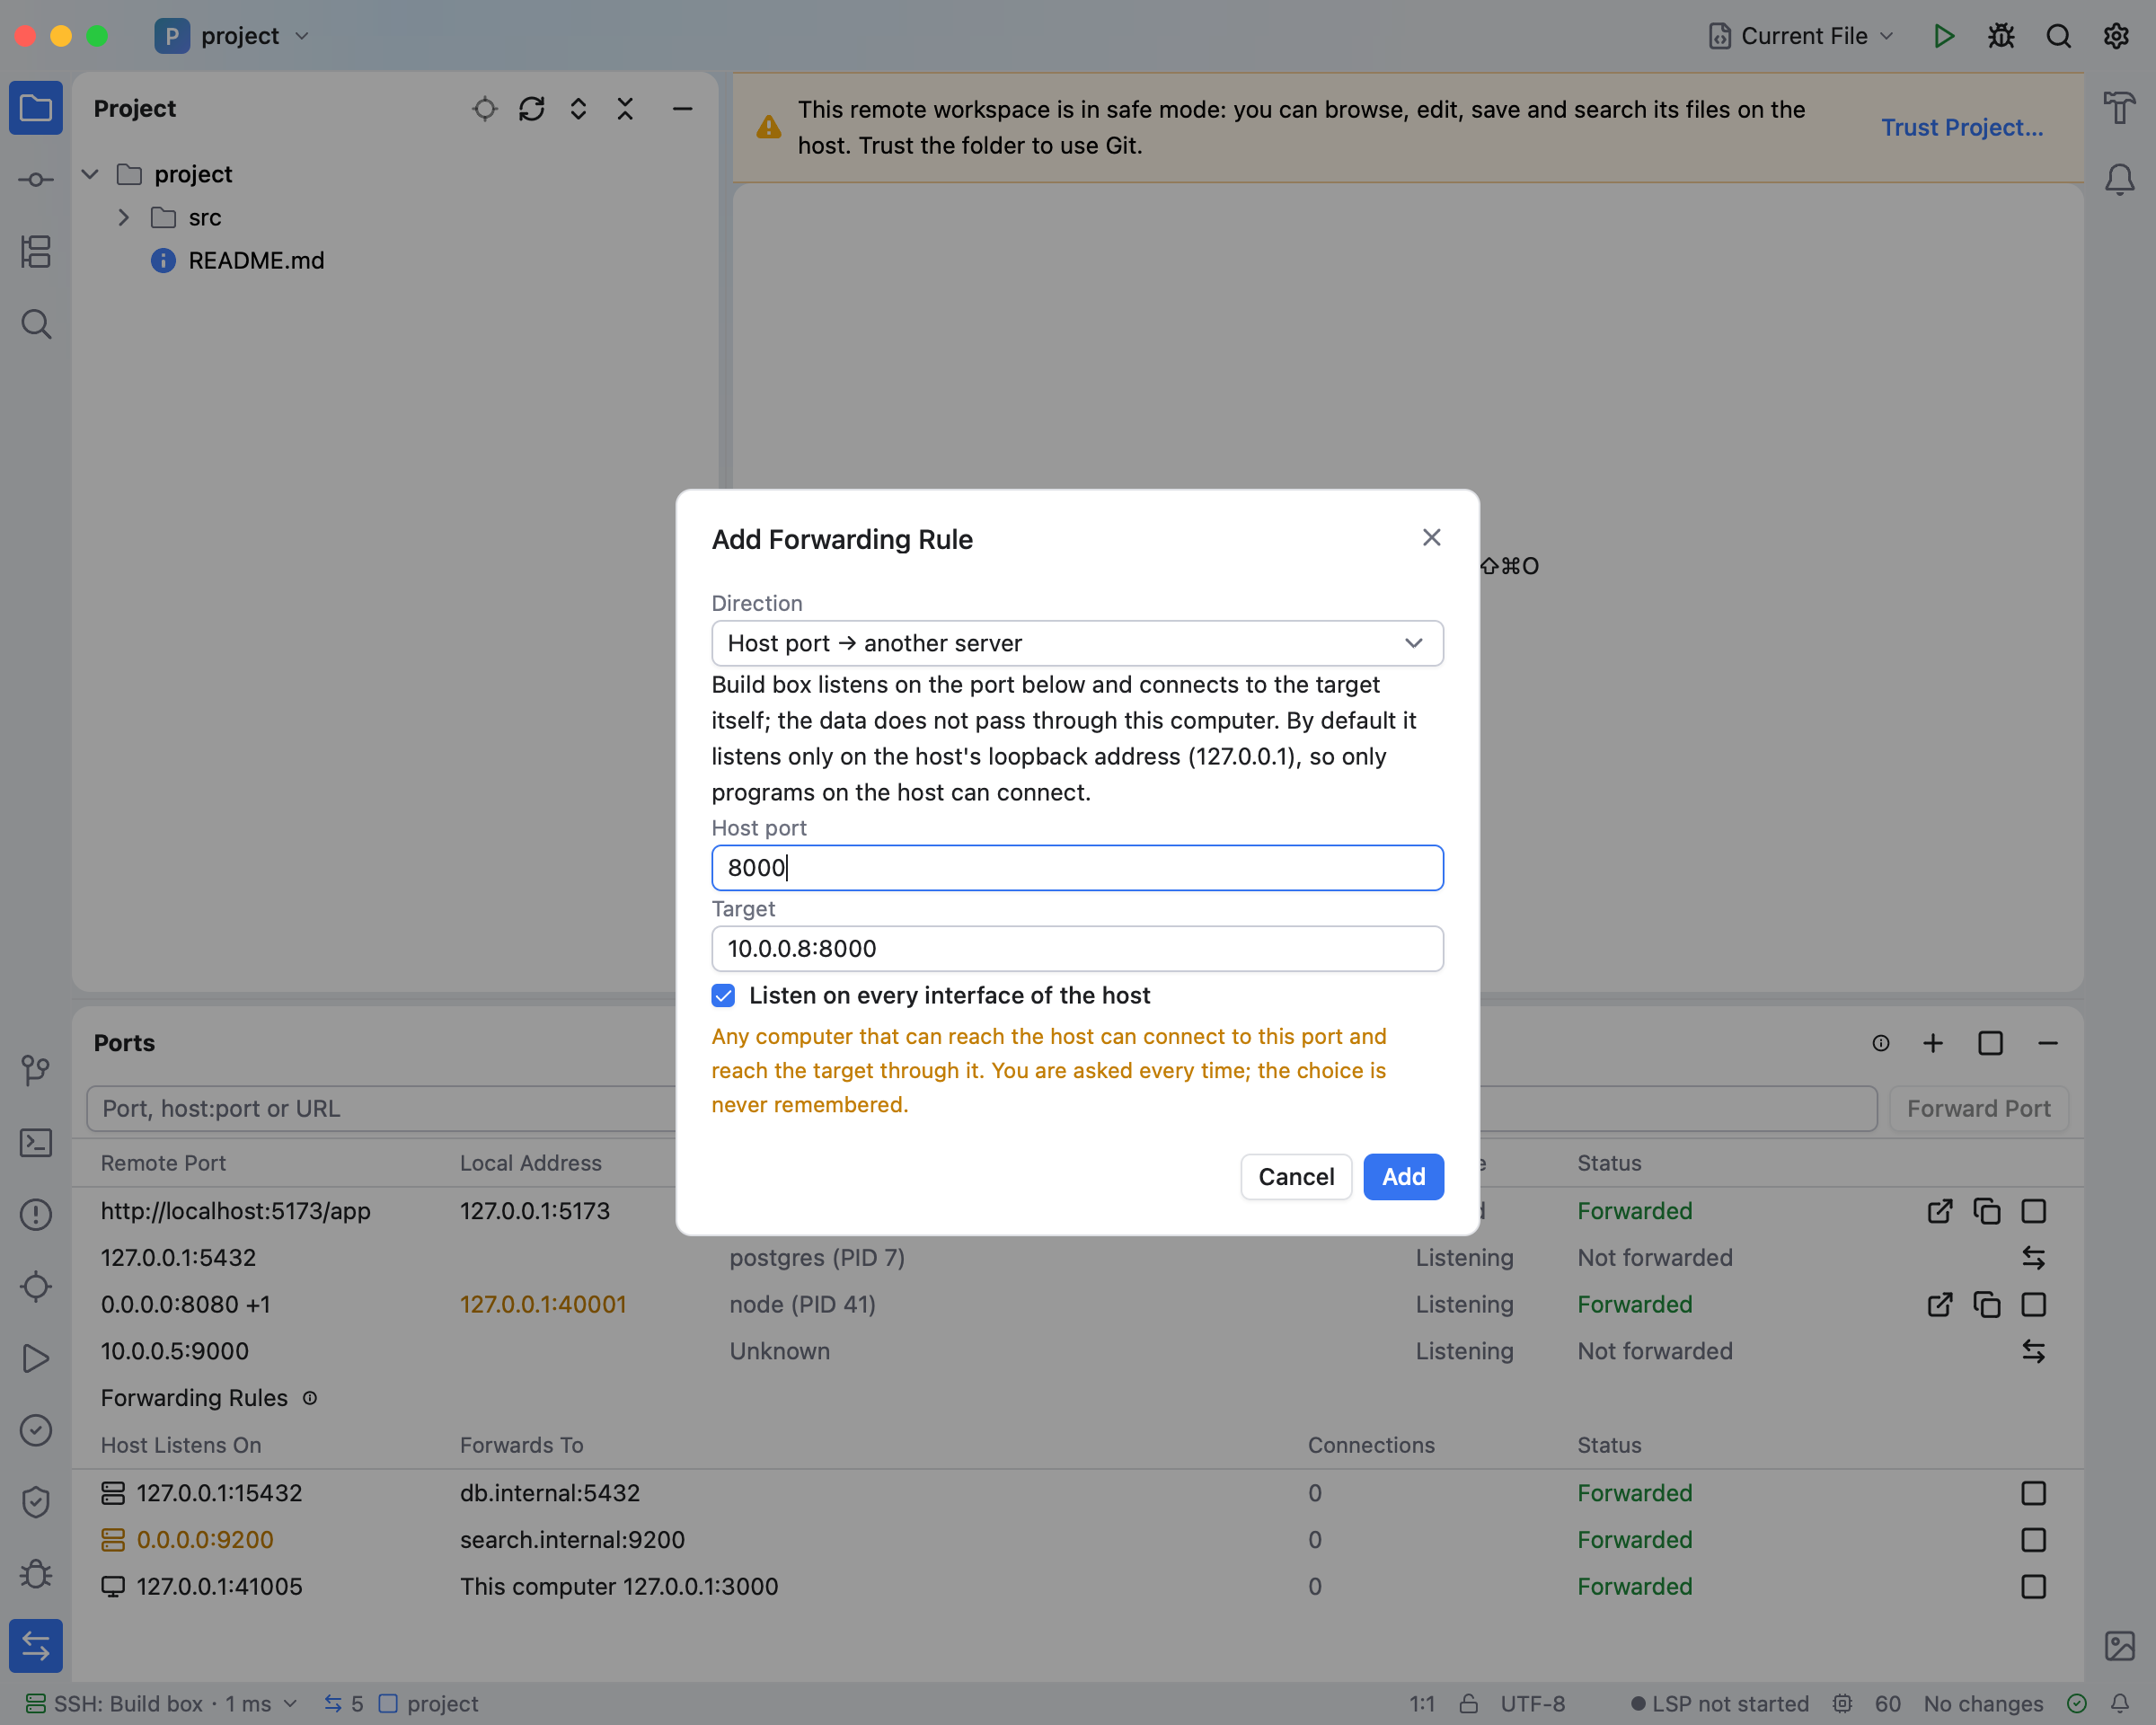 P project
Current File
Project
project
src
README.md
This remote workspace is in safe mode: you can browse, edit, save and search its files on the
host. Trust the folder to use Git.
Trust Project...
⇧⌘O
Add Forwarding Rule
Direction
Host port → another server
Build box listens on the port below and connects to the target
itself; the data does not pass through this computer. By default it
listens only on the host's loopback address (127.0.0.1), so only
programs on the host can connect.
Host port
8000
Target
10.0.0.8:8000
Listen on every interface of the host
Any computer that can reach the host can connect to this port and
reach the target through it. You are asked every time; the choice is
never remembered.
Cancel
Add
Ports
Port, host:port or URL
Forward Port
Remote Port Local Address Status
http://localhost:5173/app 127.0.0.1:5173 Forwarded
127.0.0.1:5432 postgres (PID 7) Listening Not forwarded
0.0.0.0:8080 +1 127.0.0.1:40001 node (PID 41) Listening Forwarded
10.0.0.5:9000 Unknown Listening Not forwarded
Forwarding Rules
Host Listens On Forwards To Connections Status
127.0.0.1:15432 db.internal:5432 0 Forwarded
0.0.0.0:9200 search.internal:9200 0 Forwarded
127.0.0.1:41005 This computer 127.0.0.1:3000 0 Forwarded
SSH: Build box · 1 ms 5 project 1:1 UTF-8 LSP not started 60 No changes